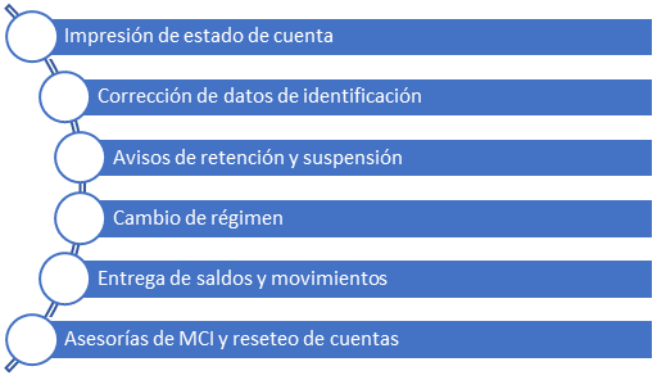 Impresión de estado de cuenta
Corrección de datos de identificación
Avisos de retención y suspensión
Cambio de régimen
Entrega de saldos y movimientos
Asesorías de MCI y reseteo de cuentas